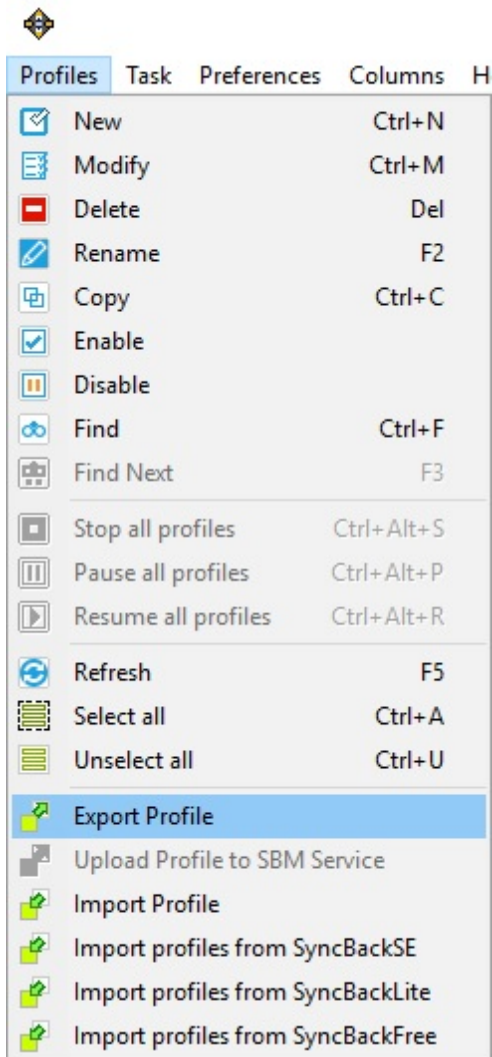 Profiles Task Preferences Columns H
New Ctrl+N
Modify Ctrl+M
Delete Del
Rename F2
Copy Ctrl+C
Enable
Disable
Find Ctrl+F
Find Next F3
Stop all profiles Ctrl+Alt+S
Pause all profiles Ctrl+Alt+P
Resume all profiles Ctrl+Alt+R
Refresh F5
Select all Ctrl+A
Unselect all Ctrl+U
Export Profile
Upload Profile to SBM Service
Import Profile
Import profiles from SyncBackSE
Import profiles from SyncBackLite
Import profiles from SyncBackFree